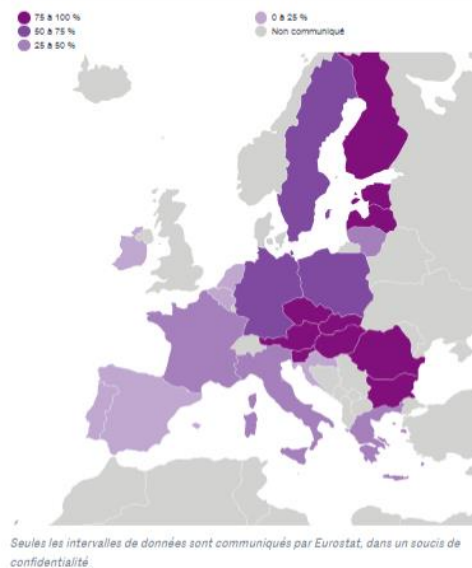 75 à 100 %
50 à 75 %
25 à 50 %
0 à 25 %
Non communiqué
Seules les intervalles de données sont communiqués par Eurostat, dans un soucis de
confidentialité